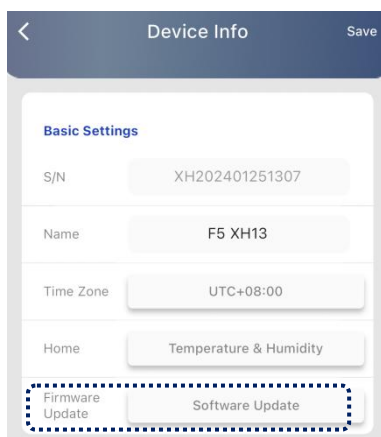 Device Info Save
Basic Settings
S/N XH202401251307
Name F5 XH13
Time Zone UTC+08:00
Home Temperature & Humidity
Firmware
Update Software Update